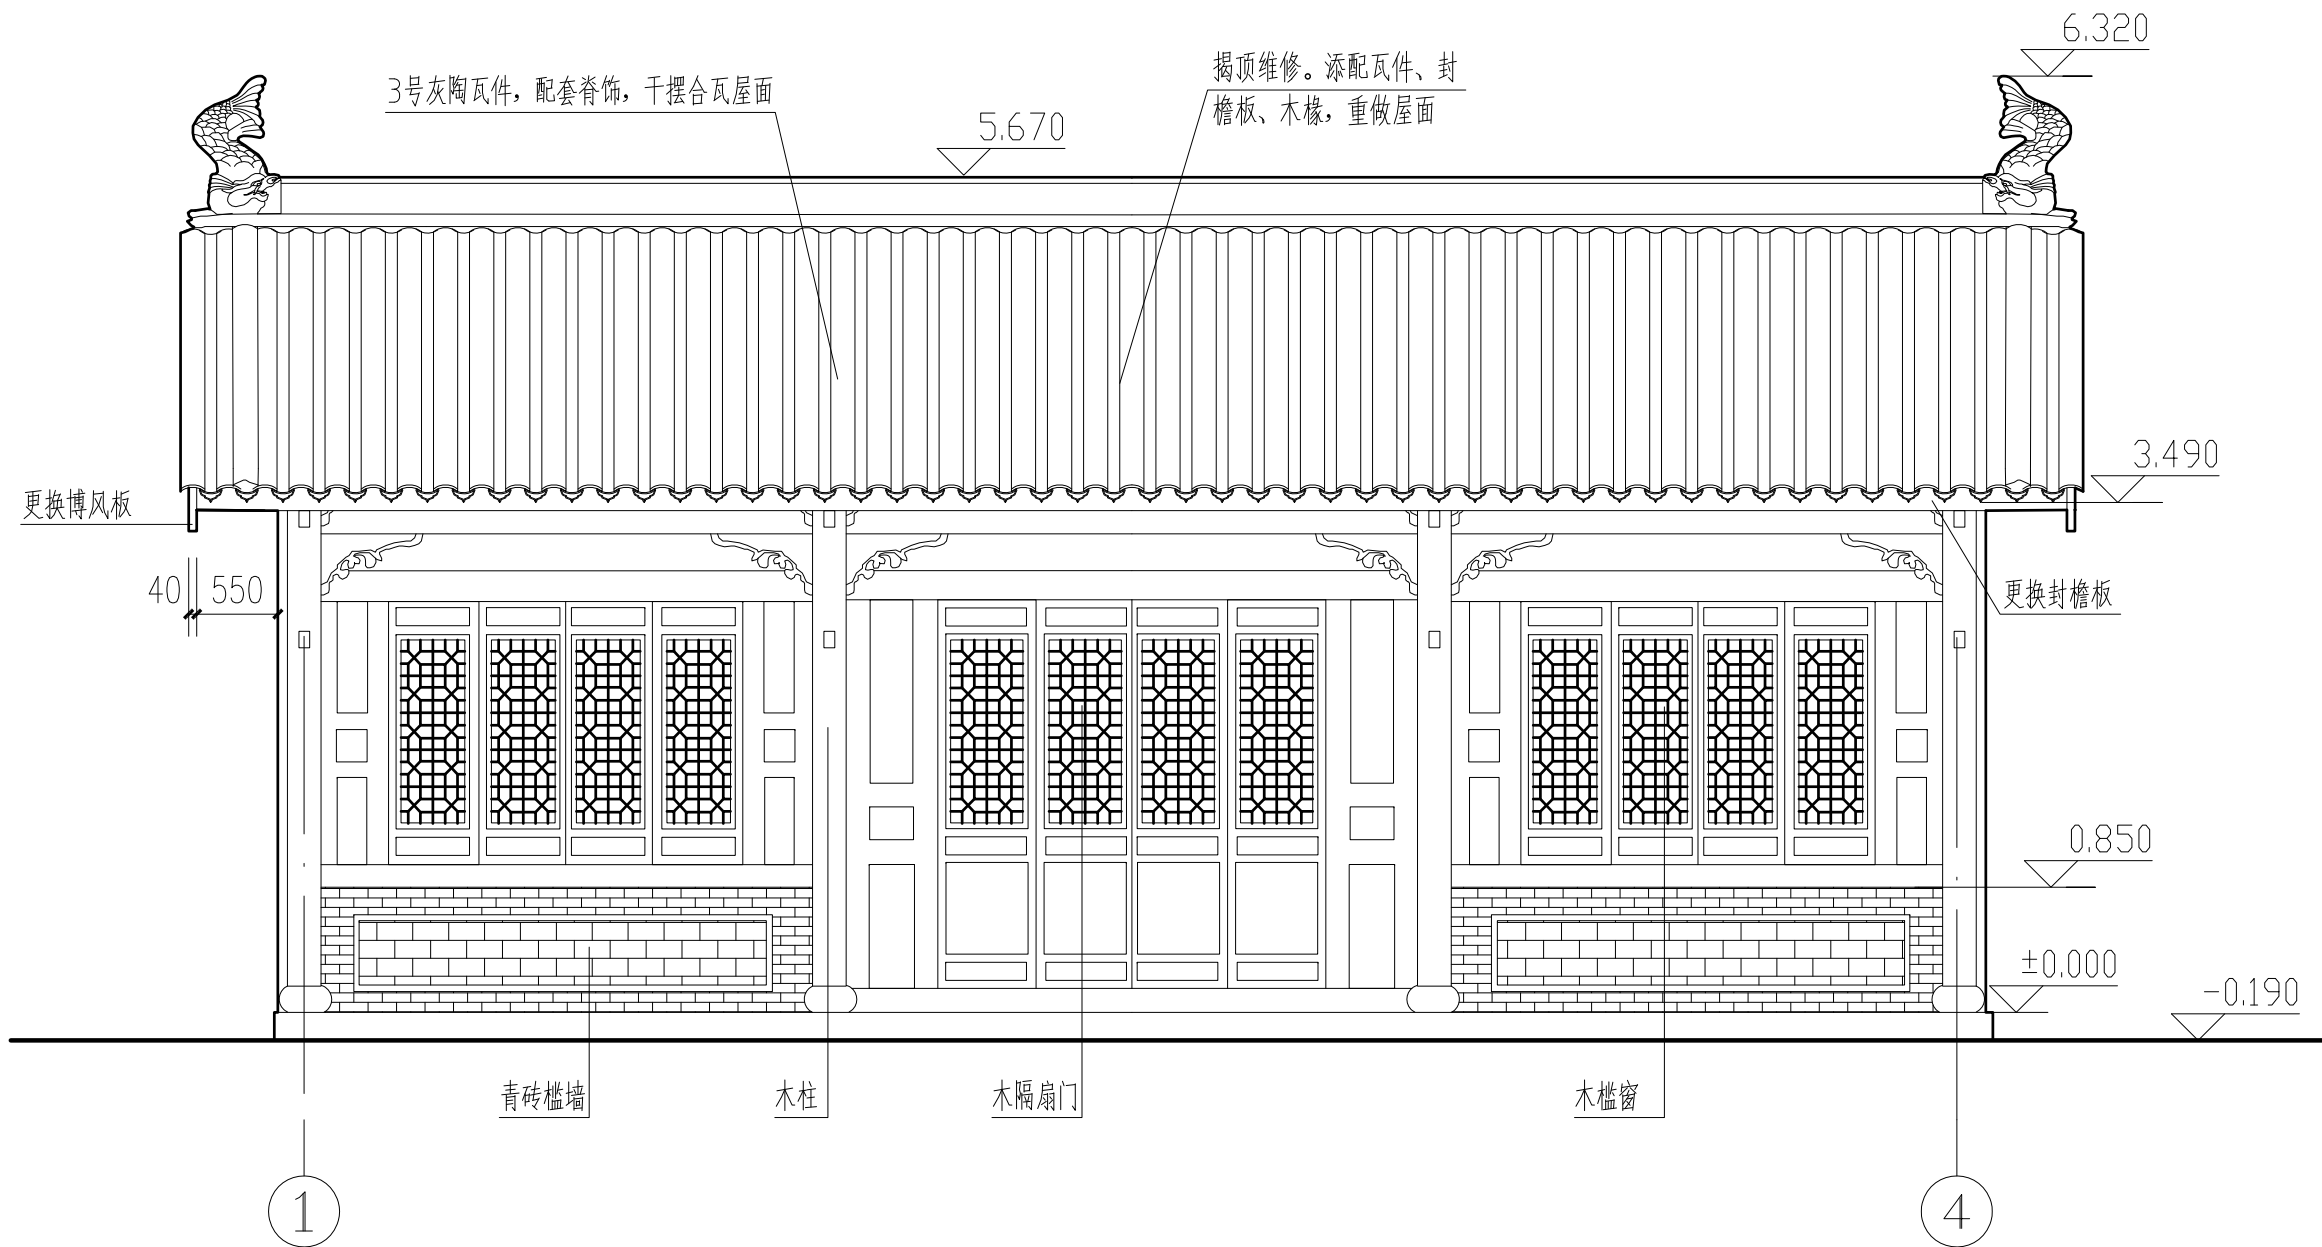 6.320
揭顶维修。添配瓦件、封
檐板、木椽，重做屋面
3号灰陶瓦件，配套脊饰，干摆合瓦屋面
5.670
3.490
更换博风板
40
550
更换封檐板
0.850
±0.000
-0.190
青砖槛墙
木柱
木隔扇门
木槛窗
1
4